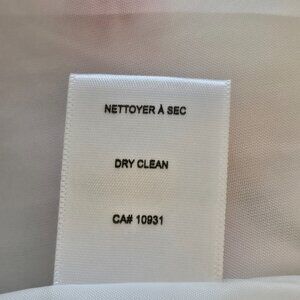 NETTOYER À SEC
DRY CLEAN
CA# 10931